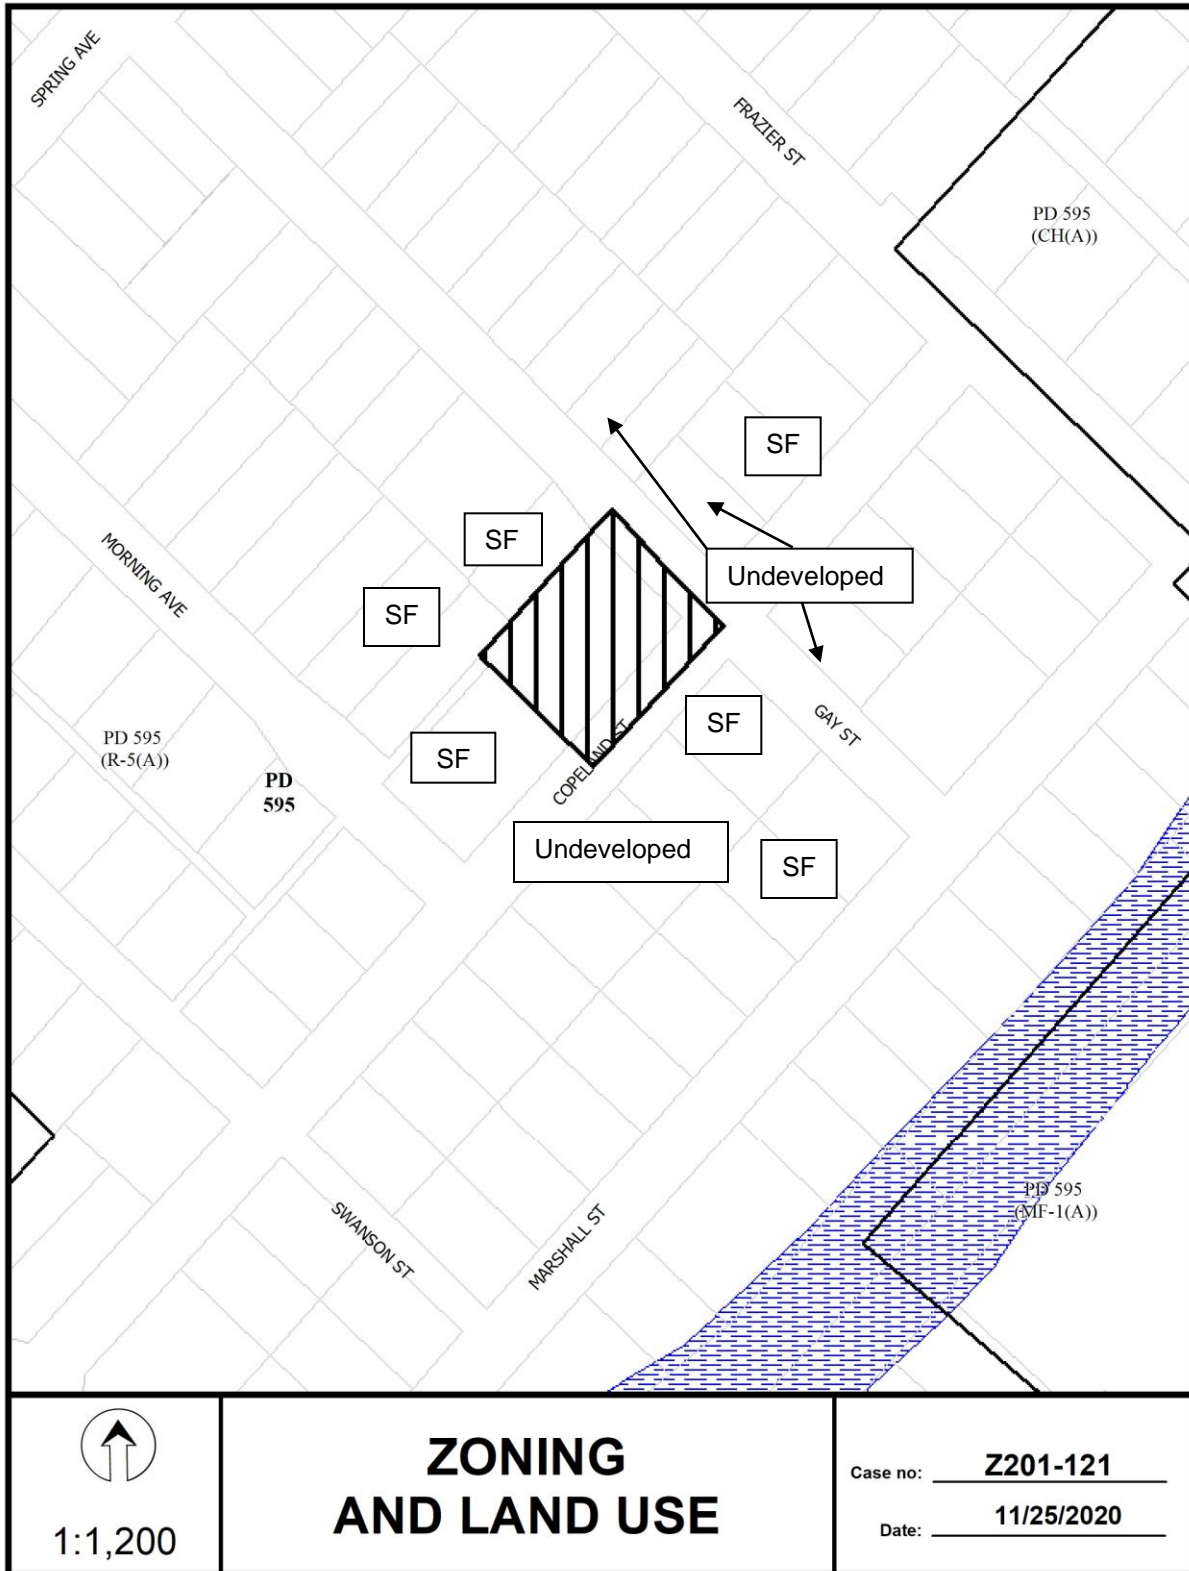 SPRING AVE
FRAZIER ST
PD 595
(CH(A))
SF
SF
MORNING AVE
Undeveloped
SF
GAY ST
SF
PD 595
(R-5(A))
SF
PD
595
COPELAND ST
Undeveloped
SF
PD 595
(MF-1(A))
SWANSON ST
MARSHALL ST
1:1,200
ZONING
AND LAND USE
Case no: Z201-121
Date: 11/25/2020